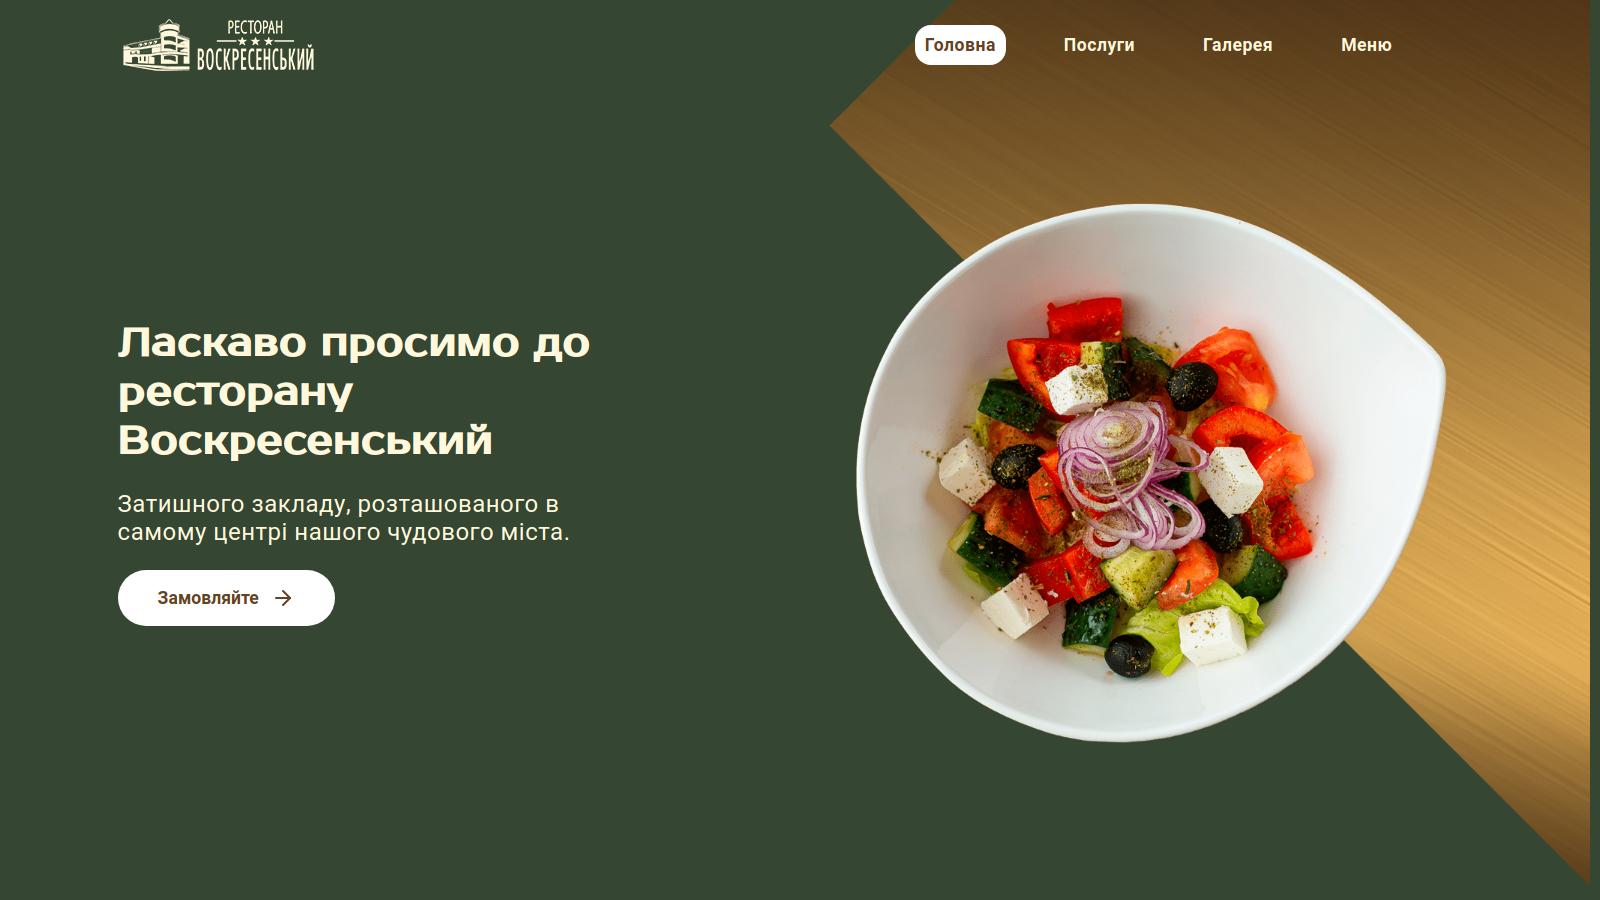 РЕСТОРАН
ВОСКРЕСЕНСЬКИЙ
Головна
Послуги
Галерея
Меню
Ласкаво просимо до
ресторану
Воскресенський
Затишного закладу, розташованого в
самому центрі нашого чудового міста.
Замовляйте